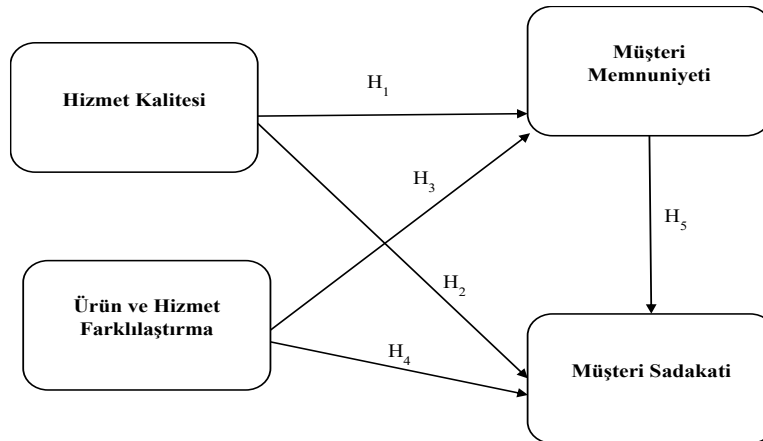 Müşteri
Memnuniyeti
Hizmet Kalitesi
H₁
H₃
H₅
H₂
Ürün ve Hizmet
Farklılaştırma
H₄
Müşteri Sadakati